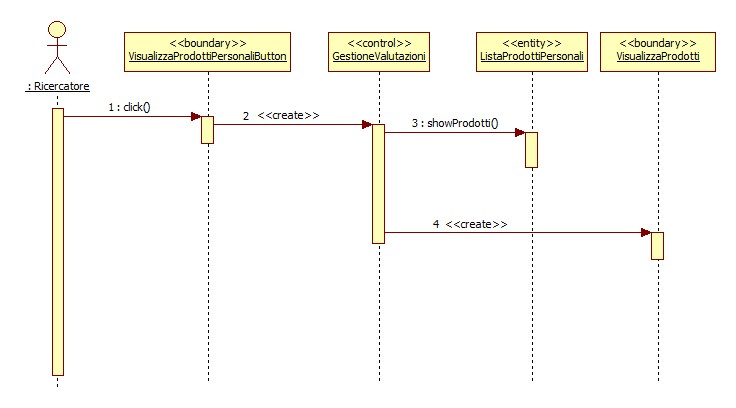 <<boundary>>
VisualizzaProdottiPersonaliButton
<<control>>
GestioneValutazioni
<<entity>>
ListaProdottiPersonali
<<boundary>>
VisualizzaProdotti
: Ricercatore
1 : click()
2 <<create>>
3 : showProdotti()
4 <<create>>